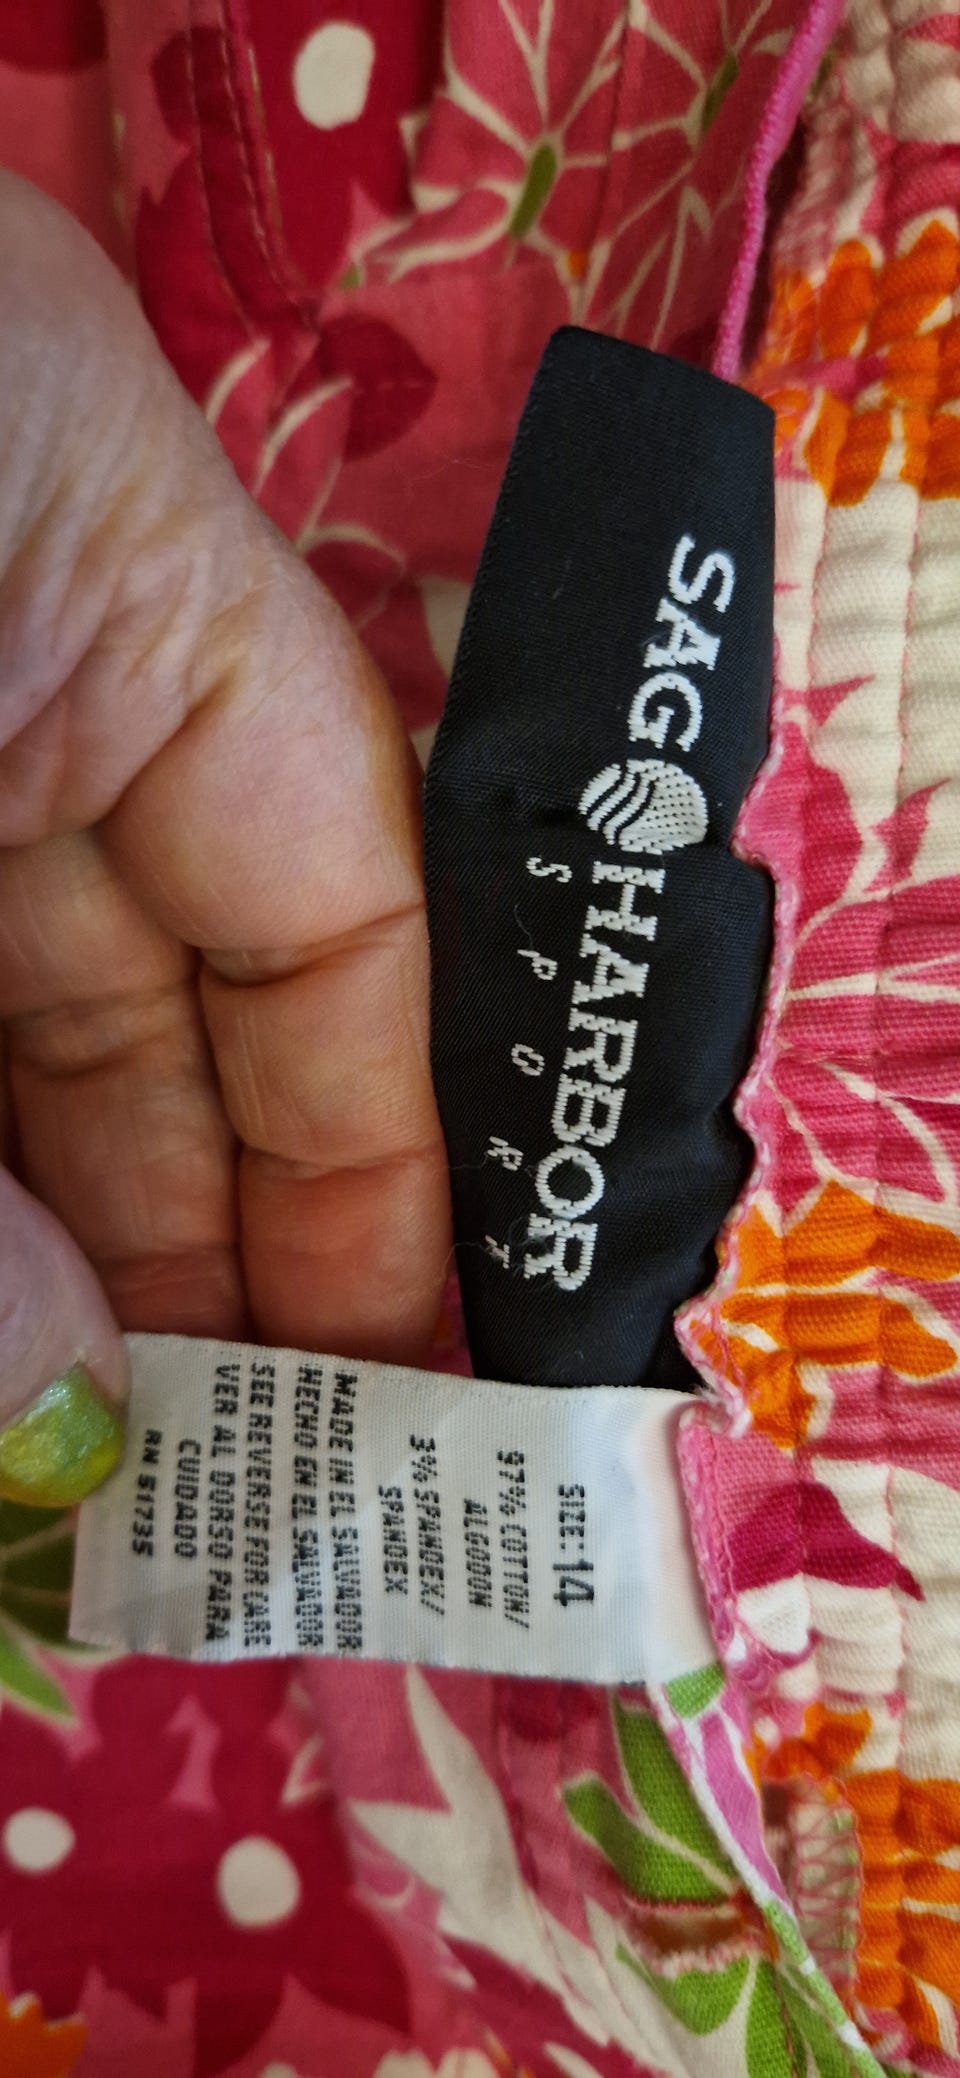 SAG HARBOR
SPORT
SIZE: 14
97% COTTON/
ALGODON
3% SPANDEX/
SPANDEX
MADE IN EL SALVADOR
HECHO EN EL SALVADOR
SEE REVERSE FOR CARE
VER AL DORSO PARA
CUIDADO
RN 51735